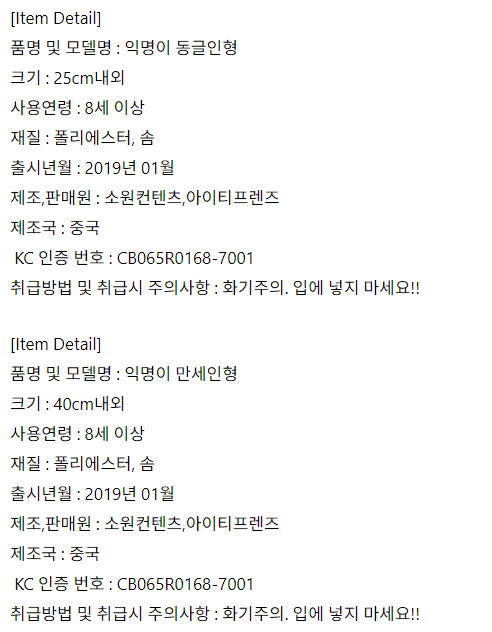 [Item Detail]
품명 및 모델명 : 익명이 동글인형
크기 : 25cm내외
사용연령 : 8세 이상
재질 : 폴리에스터, 솜
출시년월 : 2019년 01월
제조,판매원 : 소원컨텐츠,아이티프렌즈
제조국 : 중국
KC 인증 번호 : CB065R0168-7001
취급방법 및 취급시 주의사항 : 화기주의. 입에 넣지 마세요!!
[Item Detail]
품명 및 모델명 : 익명이 만세인형
크기 : 40cm내외
사용연령 : 8세 이상
재질 : 폴리에스터, 솜
출시년월 : 2019년 01월
제조,판매원 : 소원컨텐츠,아이티프렌즈
제조국 : 중국
KC 인증 번호 : CB065R0168-7001
취급방법 및 취급시 주의사항 : 화기주의. 입에 넣지 마세요!!